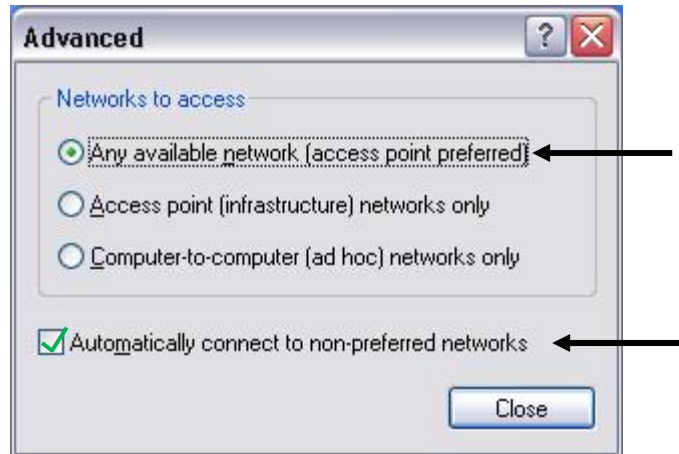 Advanced
?
Networks to access
Any available network (access point preferred)
Access point (infrastructure) networks only
Computer-to-computer (ad hoc) networks only
Automatically connect to non-preferred networks
Close